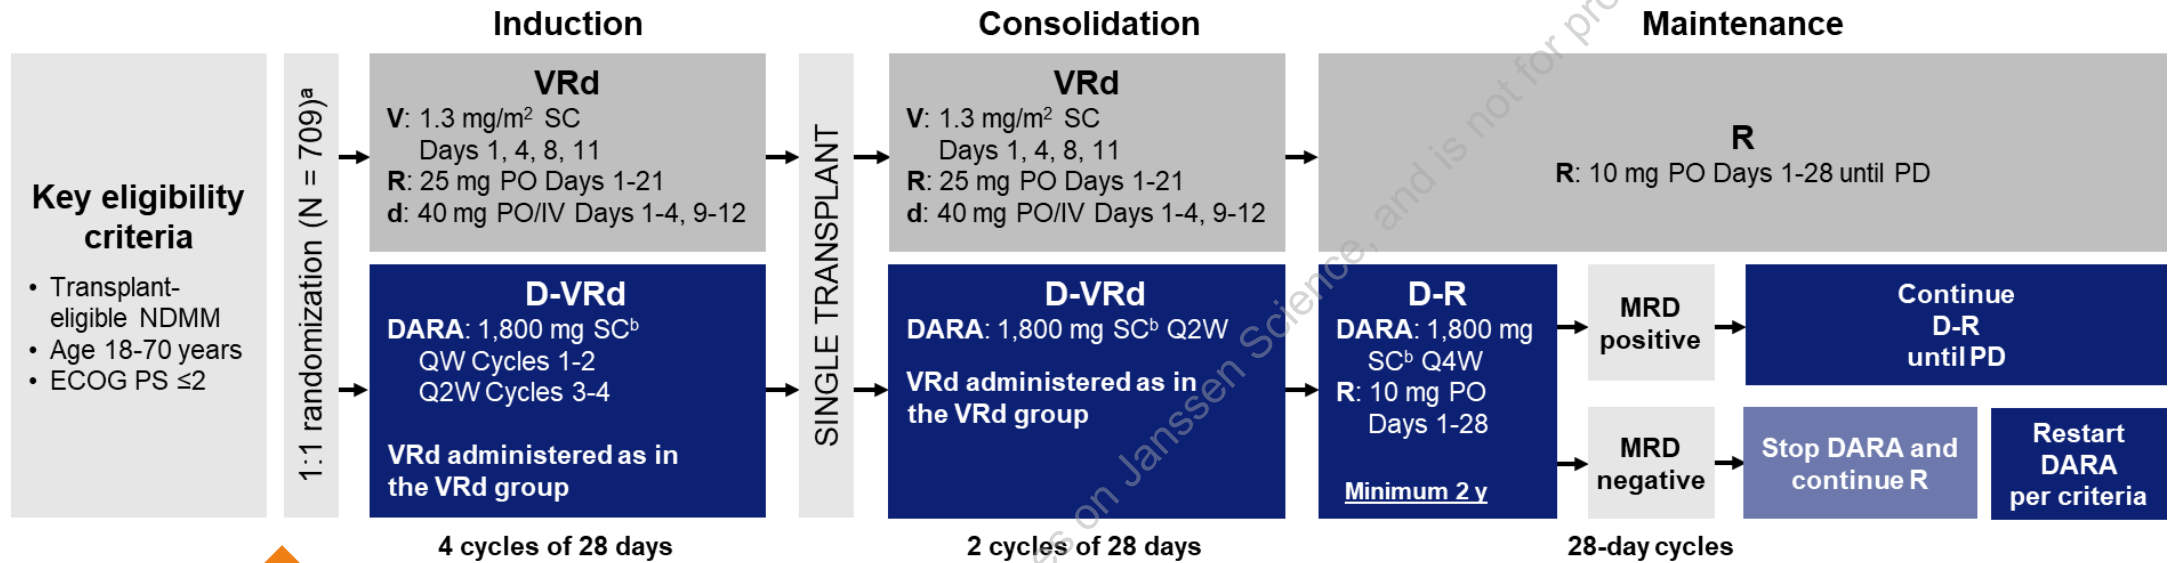 Induction
Consolidation
Maintenance
Key eligibility
criteria
• Transplant-
eligible NDMM
• Age 18-70 years
• ECOG PS ≤2
1:1 randomization (N = 709)ᵃ
VRd
V: 1.3 mg/m² SC
Days 1, 4, 8, 11
R: 25 mg PO Days 1-21
d: 40 mg PO/IV Days 1-4, 9-12
D-VRd
DARA: 1,800 mg SCᵇ
QW Cycles 1-2
Q2W Cycles 3-4
VRd administered as in
the VRd group
4 cycles of 28 days
SINGLE TRANSPLANT
VRd
V: 1.3 mg/m² SC
Days 1, 4, 8, 11
R: 25 mg PO Days 1-21
d: 40 mg PO/IV Days 1-4, 9-12
D-VRd
DARA: 1,800 mg SCᵇ Q2W
VRd administered as in
the VRd group
2 cycles of 28 days
R
R: 10 mg PO Days 1-28 until PD
D-R
DARA: 1,800 mg
SCᵇ Q4W
R: 10 mg PO
Days 1-28
Minimum 2 y
MRD
positive
Continue
D-R
until PD
MRD
negative
Stop DARA and
continue R
Restart
DARA
per criteria
28-day cycles
on Janssen Science, and is not for